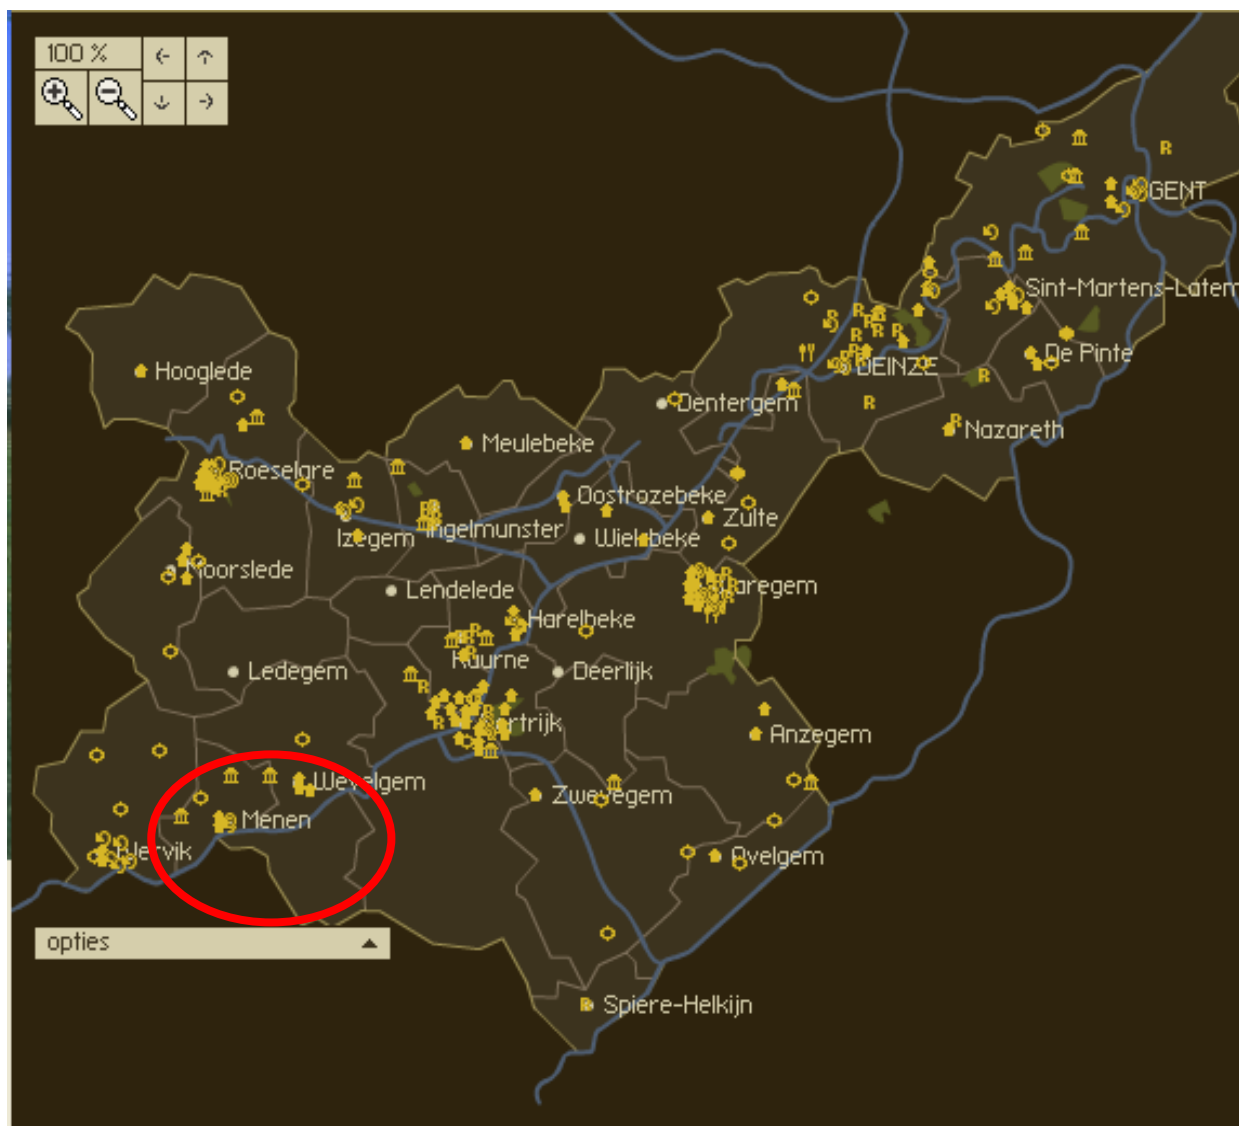 100 %
R
GENT
Sint-Martens-Latem
De Pinte
DEINZE
R
Hooglede
Dentergem
Nazareth
Meulebeke
Roeselare
Oostrozebeke
Zulte
Ingelmunster
Izegem
Wielsbeke
Moorslede
Lendelede
Waregem
Harelbeke
Kuurne
Ledegem
Deerlijk
Kortrijk
Anzegem
Wevelgem
Zwevegem
Menen
Wervik
Avelgem
opties
Spiere-Helkijn